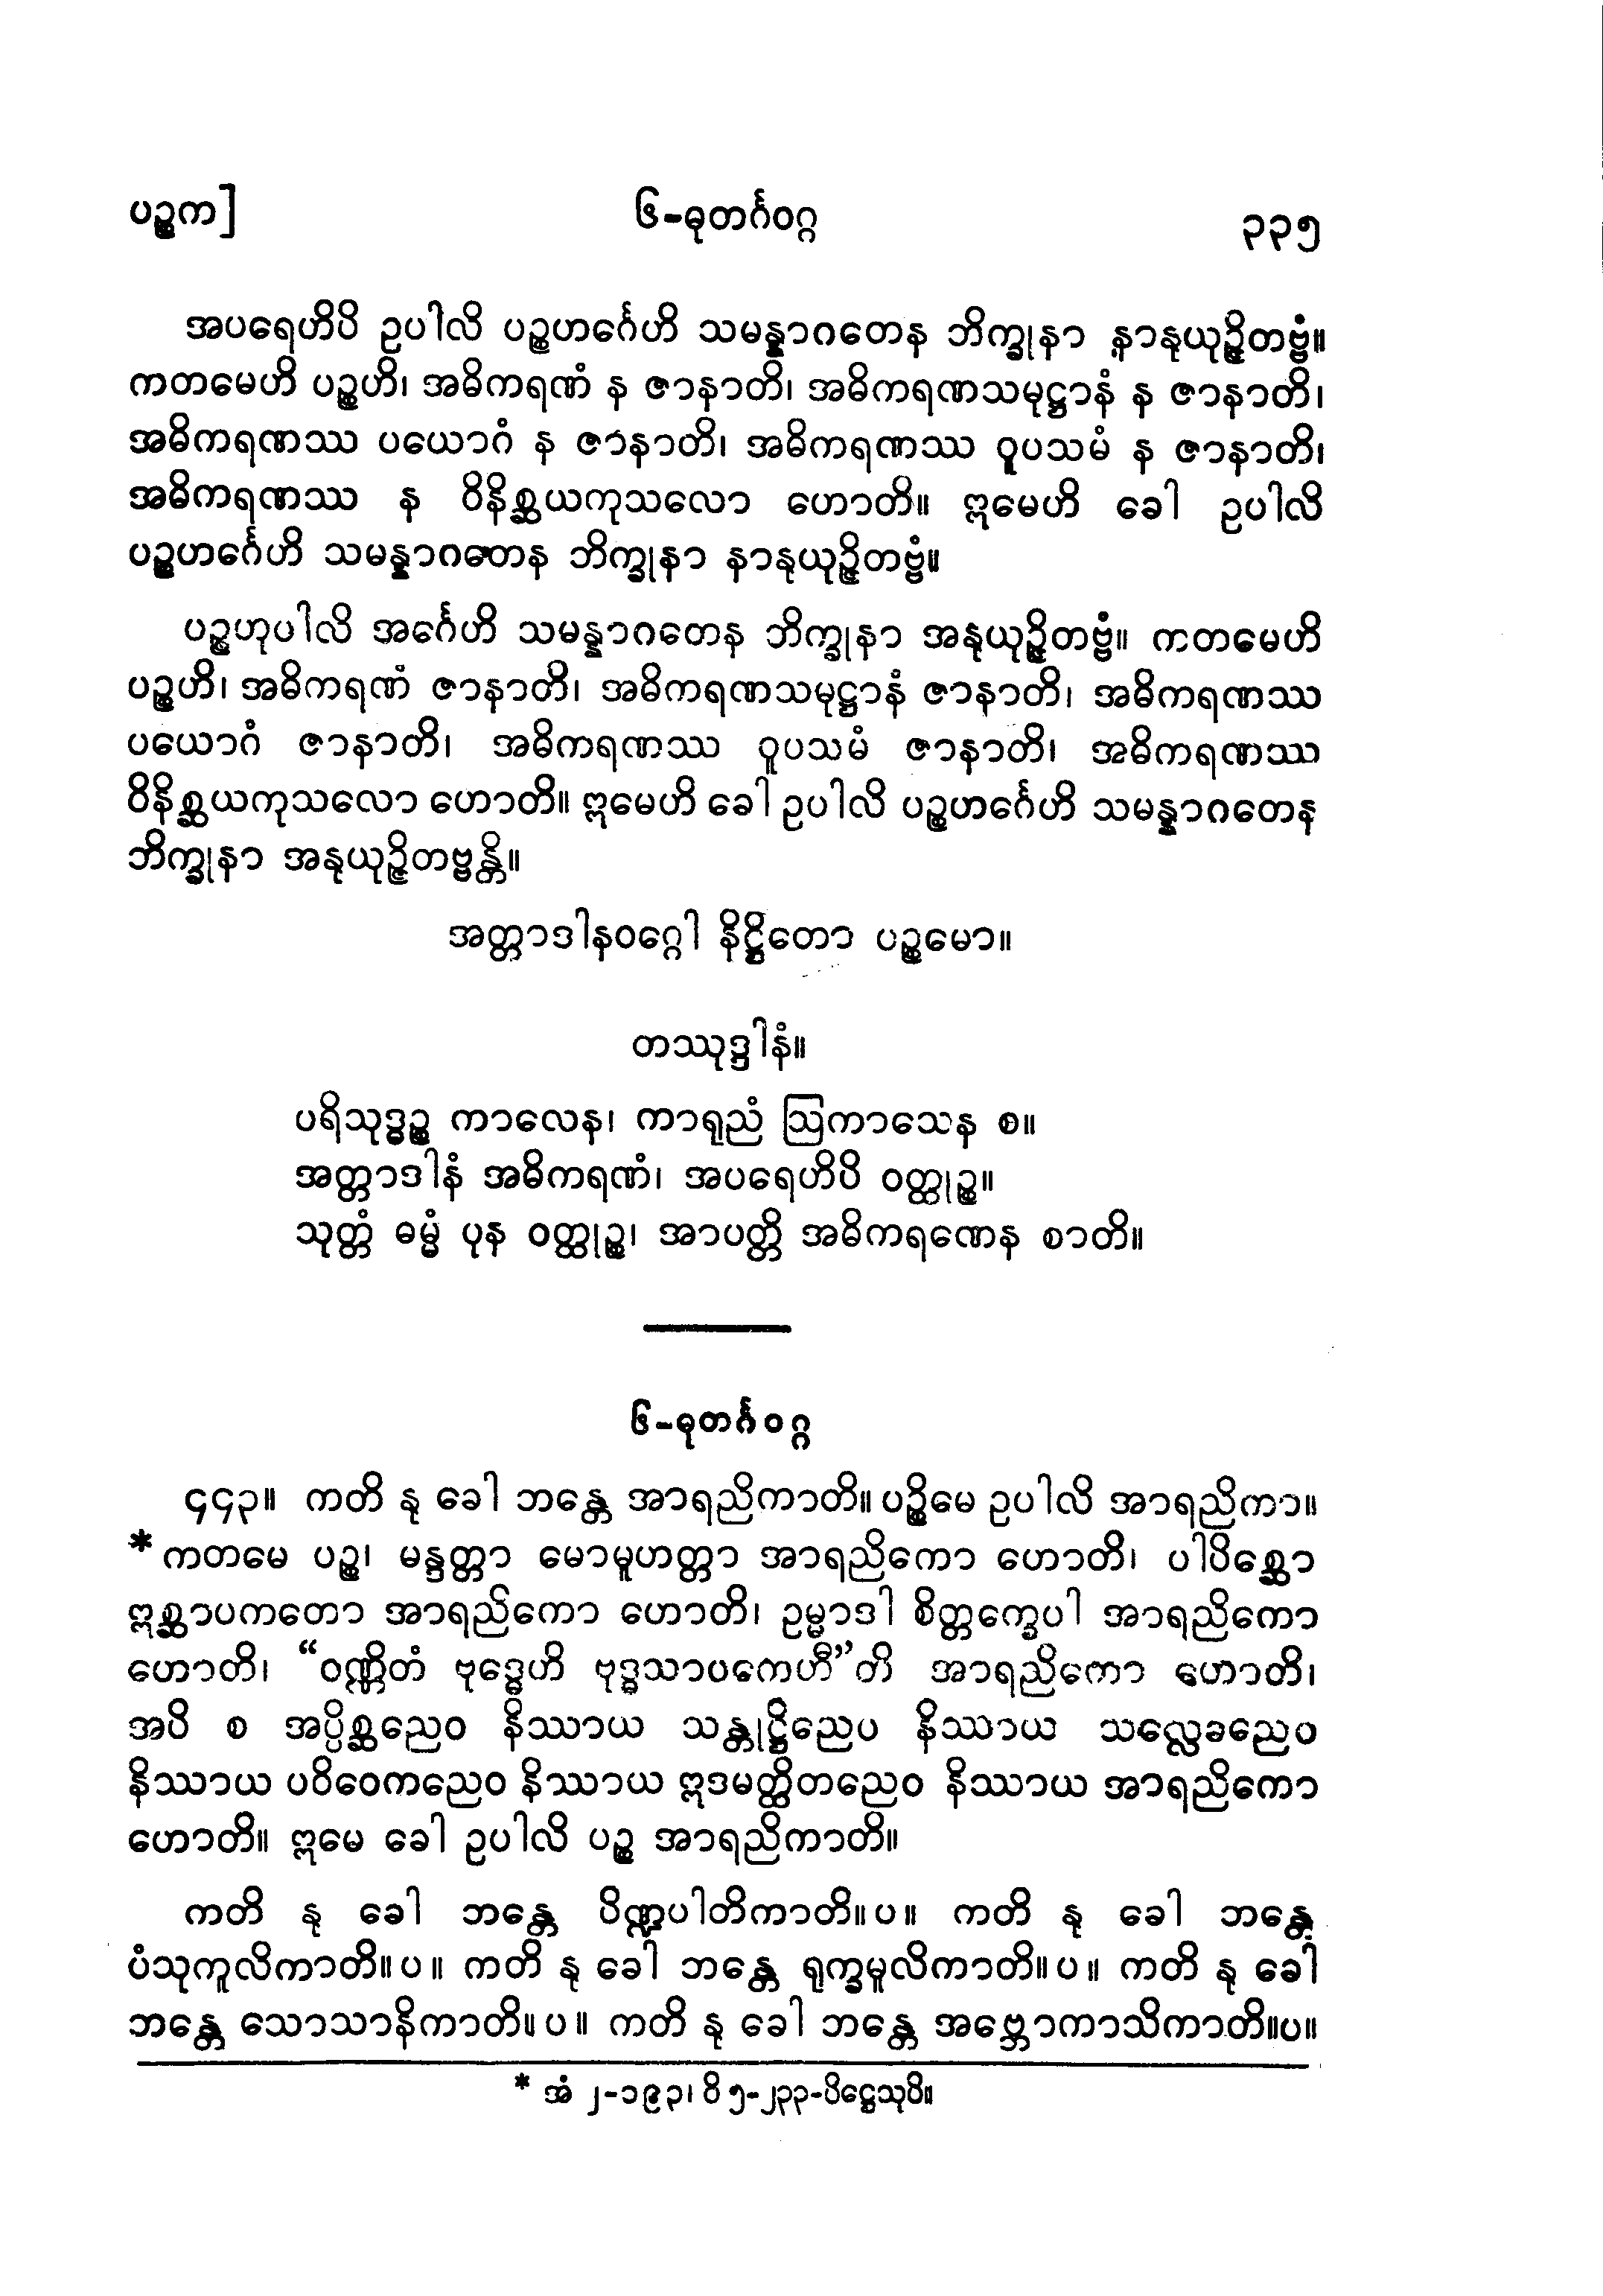 ပဉ္စက]
၆-ဓုတင်္ဂဝဂ္ဂ
၃၃၅
အပရေဟိပိ ဥပါလိ ပဉ္စဟင်္ဂေဟိ သမန္နာဂတေန ဘိက္ခုနာ နာနုယုဉ္ဇိတဗ္ဗံ။
ကတမေဟိ ပဉ္စဟိ၊ အဓိကရဏံ န ဇာနာတိ၊ အဓိကရဏသမုဋ္ဌာနံ န ဇာနာတိ၊
အဓိကရဏဿ ပယောဂံ န ဇာနာတိ၊ အဓိကရဏဿ ဝူပသမံ န ဇာနာတိ၊
အဓိကရဏဿ န ဝိနိစ္ဆယကုသလော ဟောတိ။ ဣမေဟိ ခေါ ဥပါလိ
ပဉ္စဟင်္ဂေဟိ သမန္နာဂတေန ဘိက္ခုနာ နာနုယုဉ္ဇိတဗ္ဗံ။
ပဉ္စဟုပါလိ အင်္ဂေဟိ သမန္နာဂတေန ဘိက္ခုနာ အနုယုဉ္ဇိတဗ္ဗံ။ ကတမေဟိ
ပဉ္စဟိ၊ အဓိကရဏံ ဇာနာတိ၊ အဓိကရဏသမုဋ္ဌာနံ ဇာနာတိ၊ အဓိကရဏဿ
ပယောဂံ ဇာနာတိ၊ အဓိကရဏဿ ဝူပသမံ ဇာနာတိ၊ အဓိကရဏဿ
ဝိနိစ္ဆယကုသလော ဟောတိ။ ဣမေဟိ ခေါ ဥပါလိ ပဉ္စဟင်္ဂေဟိ သမန္နာဂတေန
ဘိက္ခုနာ အနုယုဉ္ဇိတဗ္ဗန္တိ။
အတ္တာဒါနဝဂ္ဂေါ နိဋ္ဌိတော ပဉ္စမော။
တဿုဒ္ဒါနံ။
ပရိသုဒ္ဓဉ္စ ကာလေန၊ ကာရုညံ ဩကာသေန စ။
အတ္တာဒါနံ အဓိကရဏံ၊ အပရေဟိပိ ဝတ္ထုဉ္စ။
သုတ္တံ ဓမ္မံ ပုန ဝတ္ထုဉ္စ၊ အာပတ္တိ အဓိကရဏေန စာတိ။
၆-ဓုတင်္ဂဝဂ္ဂ
၄၄၃။ ကတိ နု ခေါ ဘန္တေ အာရညိကာတိ။ ပဉ္စိမေ ဥပါလိ အာရညိကာ။
* ကတမေ ပဉ္စ၊ မန္ဒတ္တာ မောမူဟတ္တာ အာရညိကော ဟောတိ၊ ပါပိစ္ဆော
ဣစ္ဆာပကတော အာရညိကော ဟောတိ၊ ဥမ္မာဒါ စိတ္တက္ခေပါ အာရညိကော
ဟောတိ၊ “ဝဏ္ဏိတံ ဗုဒ္ဓေဟိ ဗုဒ္ဓသာဝကေဟီ”တိ အာရညိကော ဟောတိ၊
အပိ စ အပ္ပိစ္ဆညေဝ နိဿာယ သန္တုဋ္ဌိညေပ နိဿာယ သလ္လေခညေဝ
နိဿာယ ပဝိဝေကညေဝ နိဿာယ ဣဒမတ္ထိတညေဝ နိဿာယ အာရညိကော
ဟောတိ။ ဣမေ ခေါ ဥပါလိ ပဉ္စ အာရညိကာတိ။
ကတိ နု ခေါ ဘန္တေ ပိဏ္ဍပါတိကာတိ။ပ။ ကတိ နု ခေါ ဘန္တေ
ပံသုကူလိကာတိ။ပ။ ကတိ နု ခေါ ဘန္တေ ရုက္ခမူလိကာတိ။ပ။ ကတိ နု ခေါ
ဘန္တေ သောသာနိကာတိ။ပ။ ကတိ နု ခေါ ဘန္တေ အဗ္ဘောကာသိကာတိ။ပ။
* အံ ၂-၁၉၃၊ ဝိ ၅-၂၃၃-ပိဋ္ဌေသုပိ။